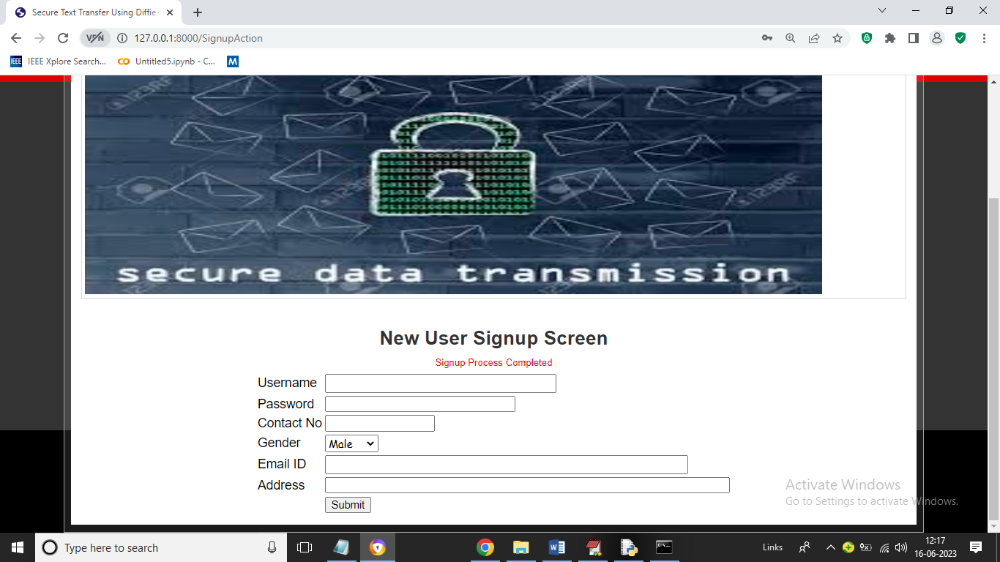 Secure Text Transfer Using Diffie-
VPN
127.0.0.1:8000/SignupAction
IEEE
IEEE Xplore Search...
Untitled5.ipynb - C...
M
123RF
secure data transmission
New User Signup Screen
Signup Process Completed
Username
Password
Contact No
Gender
Male
Email ID
Address
Submit
Activate Windows
Go to Settings to activate Windows.
Type here to search
Links
12:17
16-06-2023